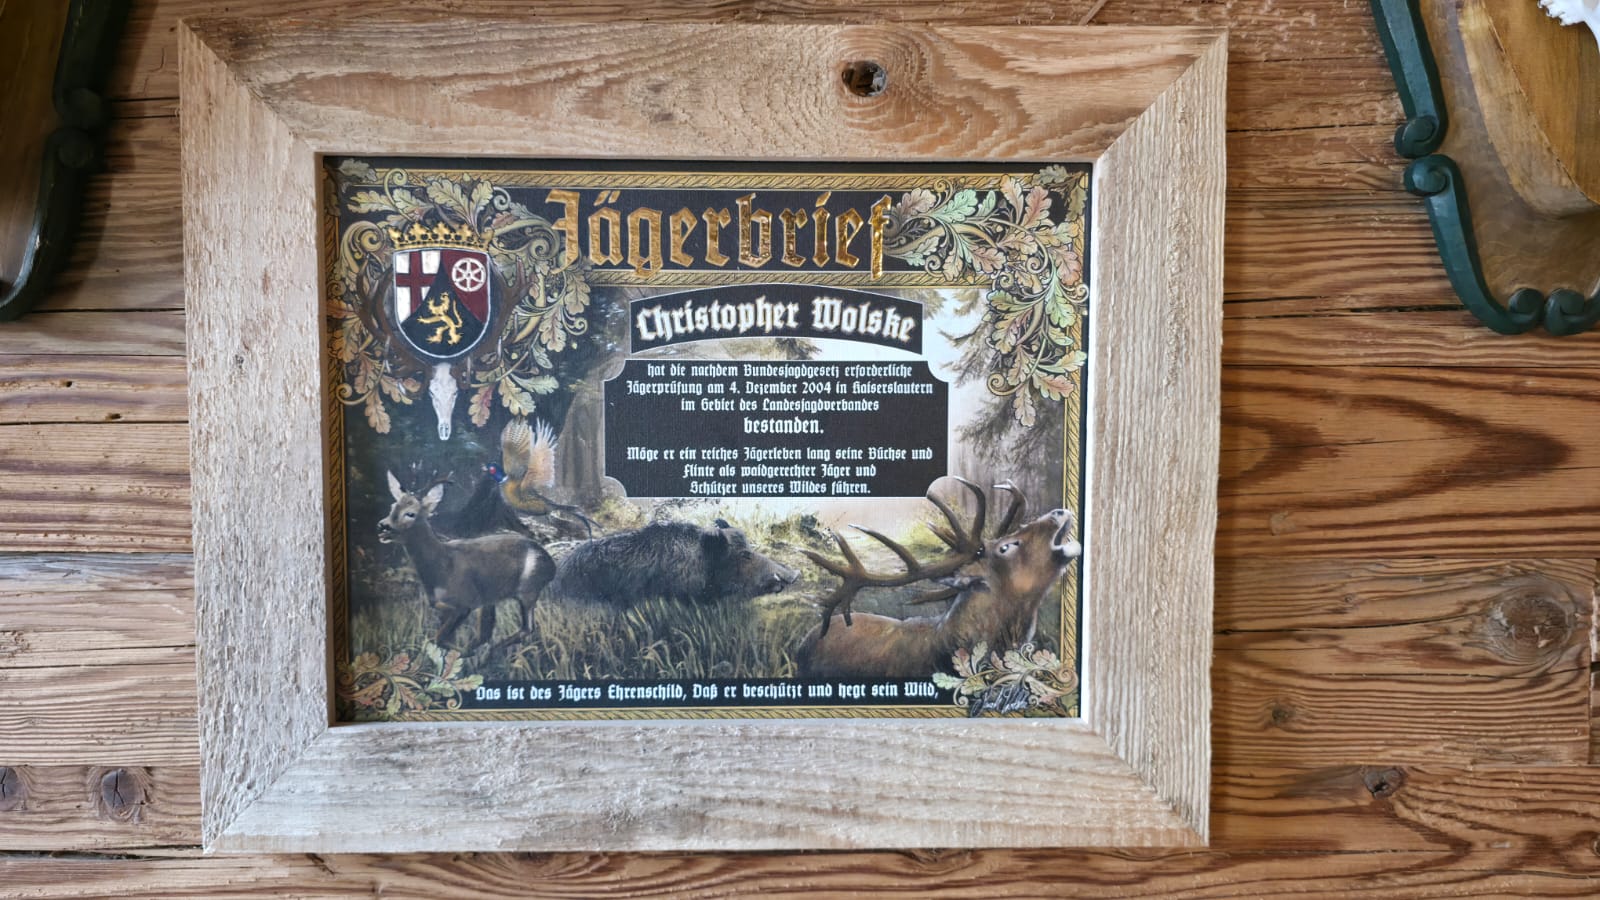 Jägerbrief
Christopher Wolske
hat die nachdem Bundesjagdgesetz erforderliche
Jägerprüfung am 4. Dezember 2004 in Kaiserslautern
im Gebiet des Landesjagdverbandes
bestanden.
Möge er ein reiches Jägerleben lang seine Büchse und
Flinte als waidgerechter Jäger und
Schützer unseres Wildes führen.
Das ist des Jägers Ehrenschild, Daß er beschützt und hegt sein Wild,